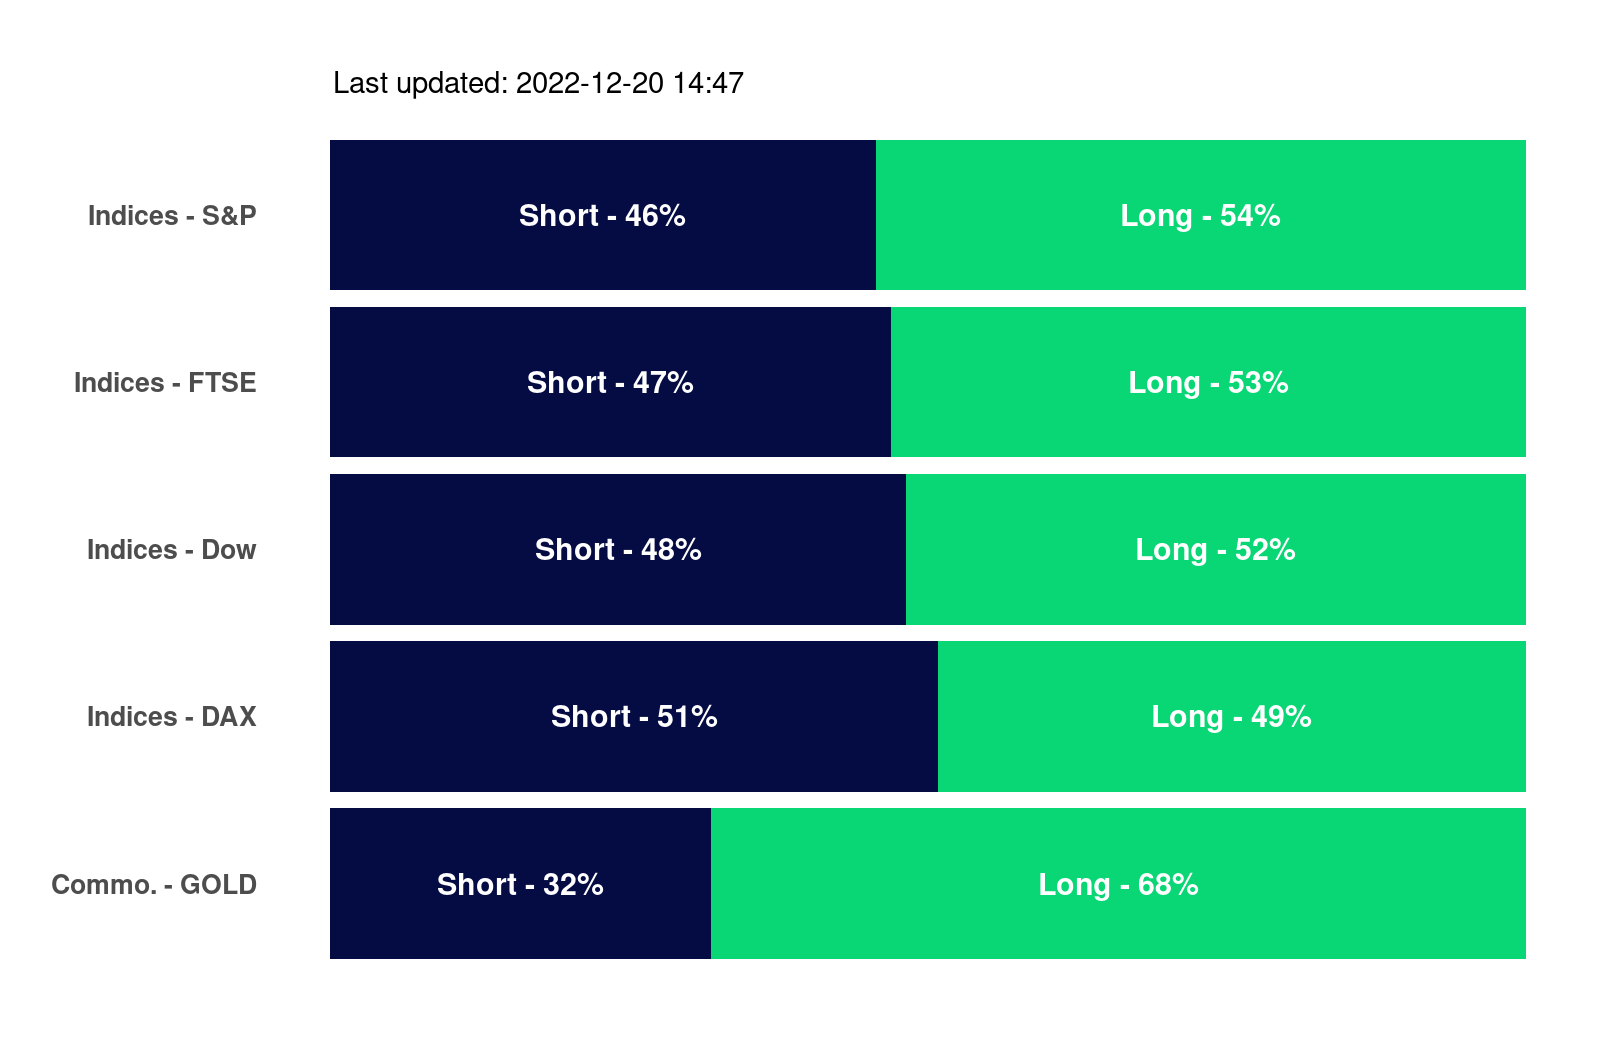 Last updated: 2022-12-20 14:47
Indices - S&P Short - 46% Long - 54%
Indices - FTSE Short - 47% Long - 53%
Indices - Dow Short - 48% Long - 52%
Indices - DAX Short - 51% Long - 49%
Commo. - GOLD Short - 32% Long - 68%